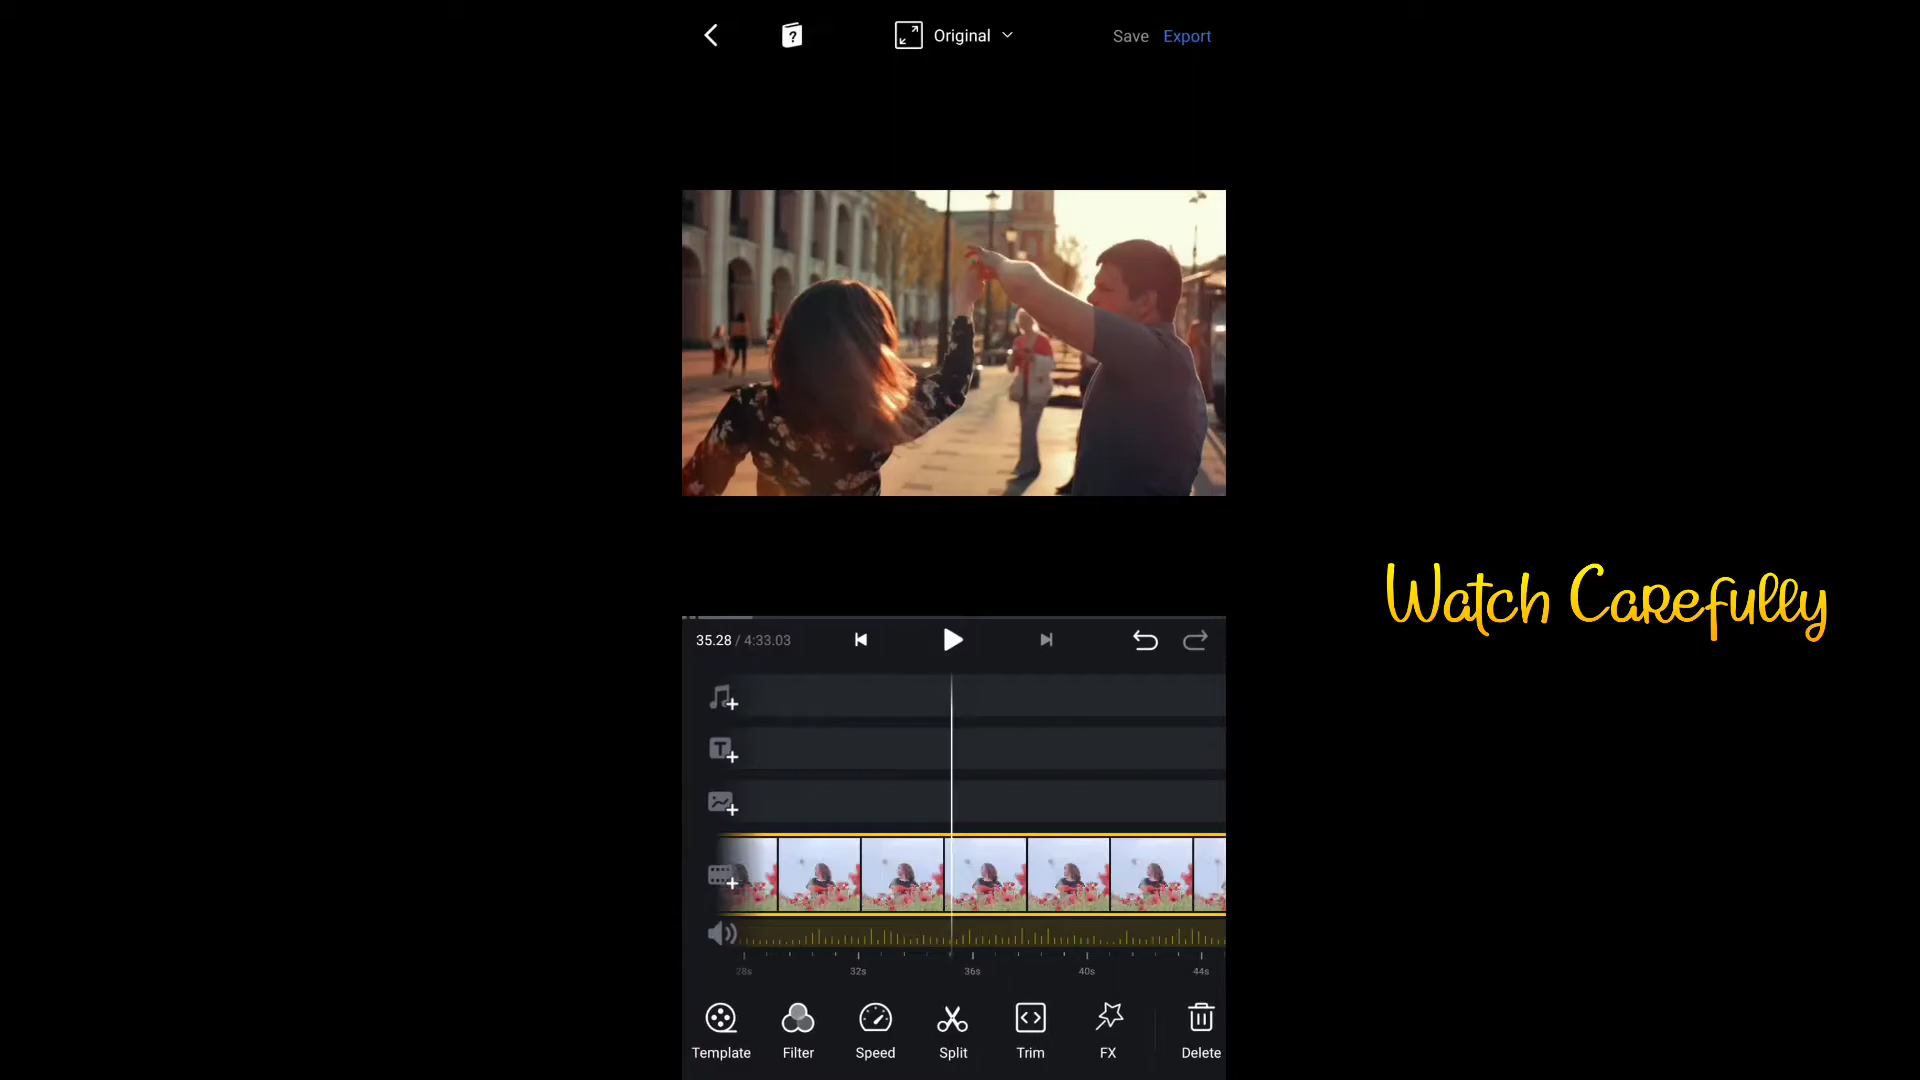 Original
Save Export
Watch Carefully
35.28 / 4:33.03
28s 32s 36s 40s 44s
Template Filter Speed Split Trim FX Delete